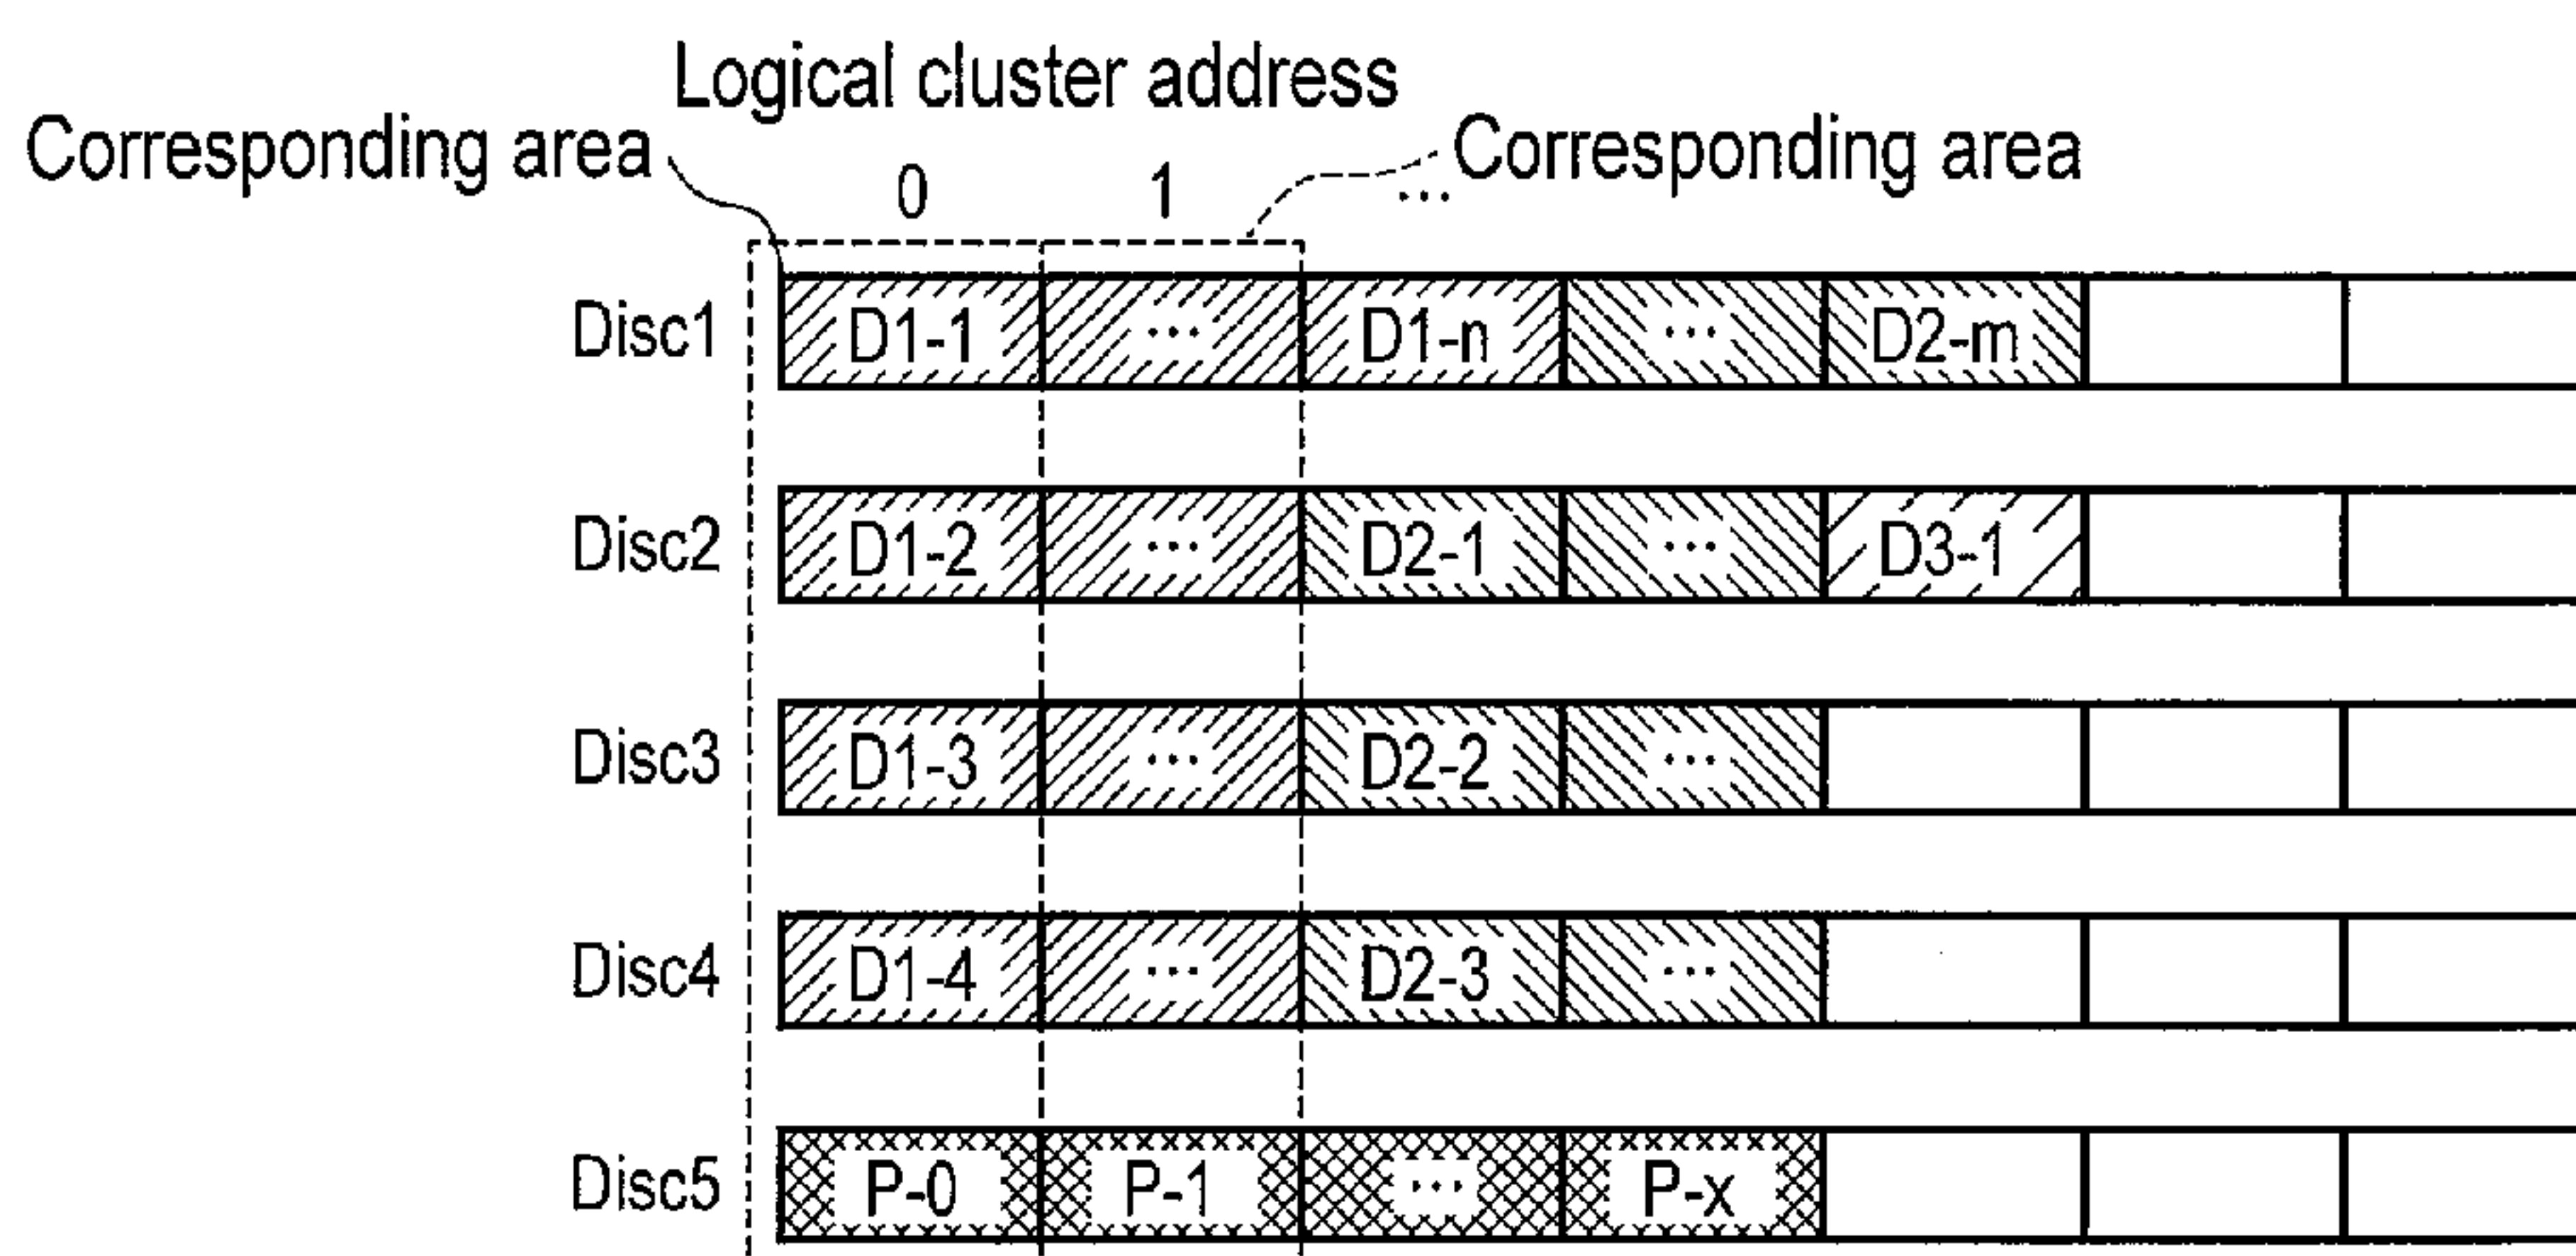 Logical cluster address
Corresponding area
0 1 ... Corresponding area
Disc1 D1-1 ... D1-n ... D2-m
Disc2 D1-2 ... D2-1 ... D3-1
Disc3 D1-3 ... D2-2 ...
Disc4 D1-4 ... D2-3 ...
Disc5 P-0 P-1 ... P-x